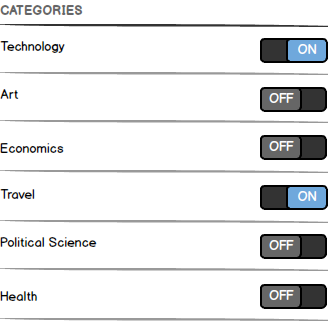 CATEGORIES
Technology ON
Art OFF
Economics OFF
Travel ON
Political Science OFF
Health OFF